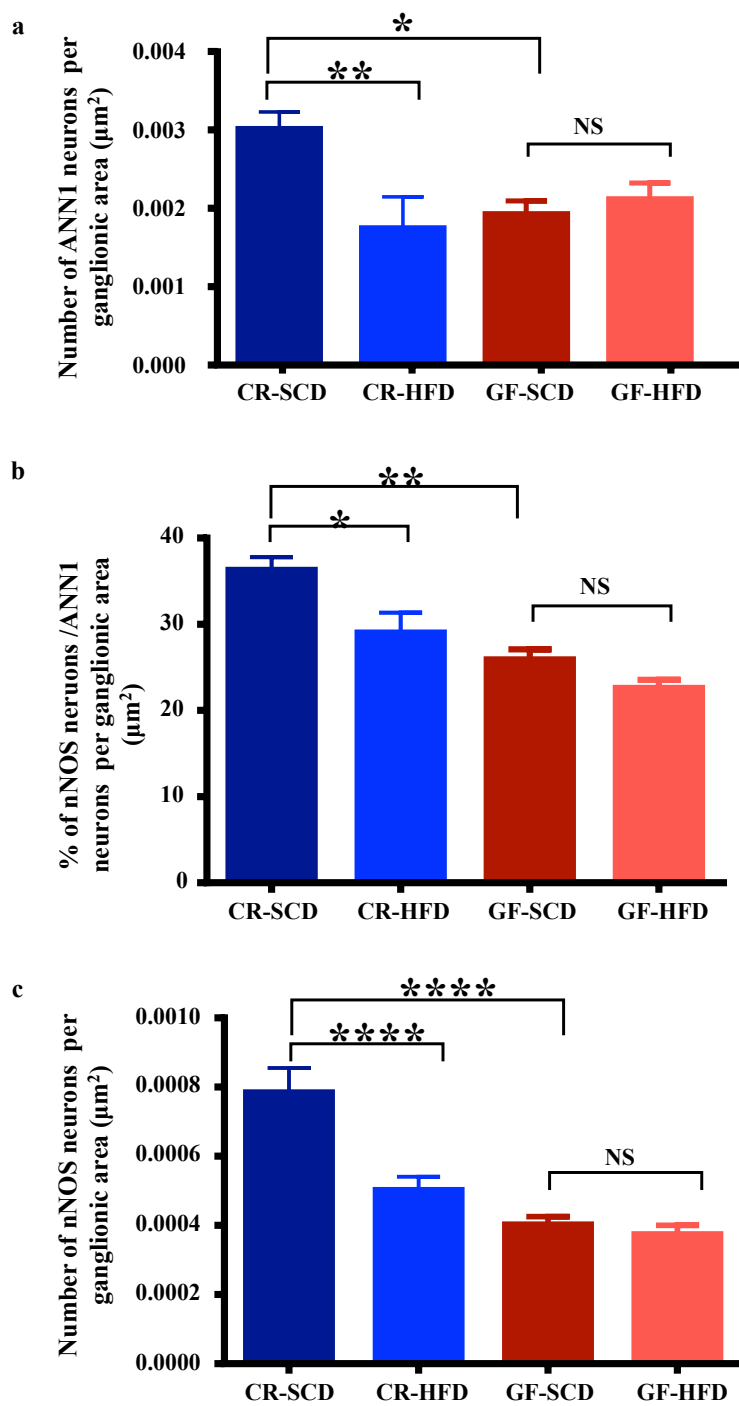 a
Number of ANN1 neurons per
ganglionic area (µm²)
0.004
0.003
0.002
0.001
0.000
*
**
NS
CR-SCD CR-HFD GF-SCD GF-HFD
b
% of nNOS neruons /ANN1
neurons per ganglionic area
(µm²)
40
30
20
10
0
**
*
NS
CR-SCD CR-HFD GF-SCD GF-HFD
c
Number of nNOS neurons per
ganglionic area (µm²)
0.0010
0.0008
0.0006
0.0004
0.0002
0.0000
****
****
NS
CR-SCD CR-HFD GF-SCD GF-HFD